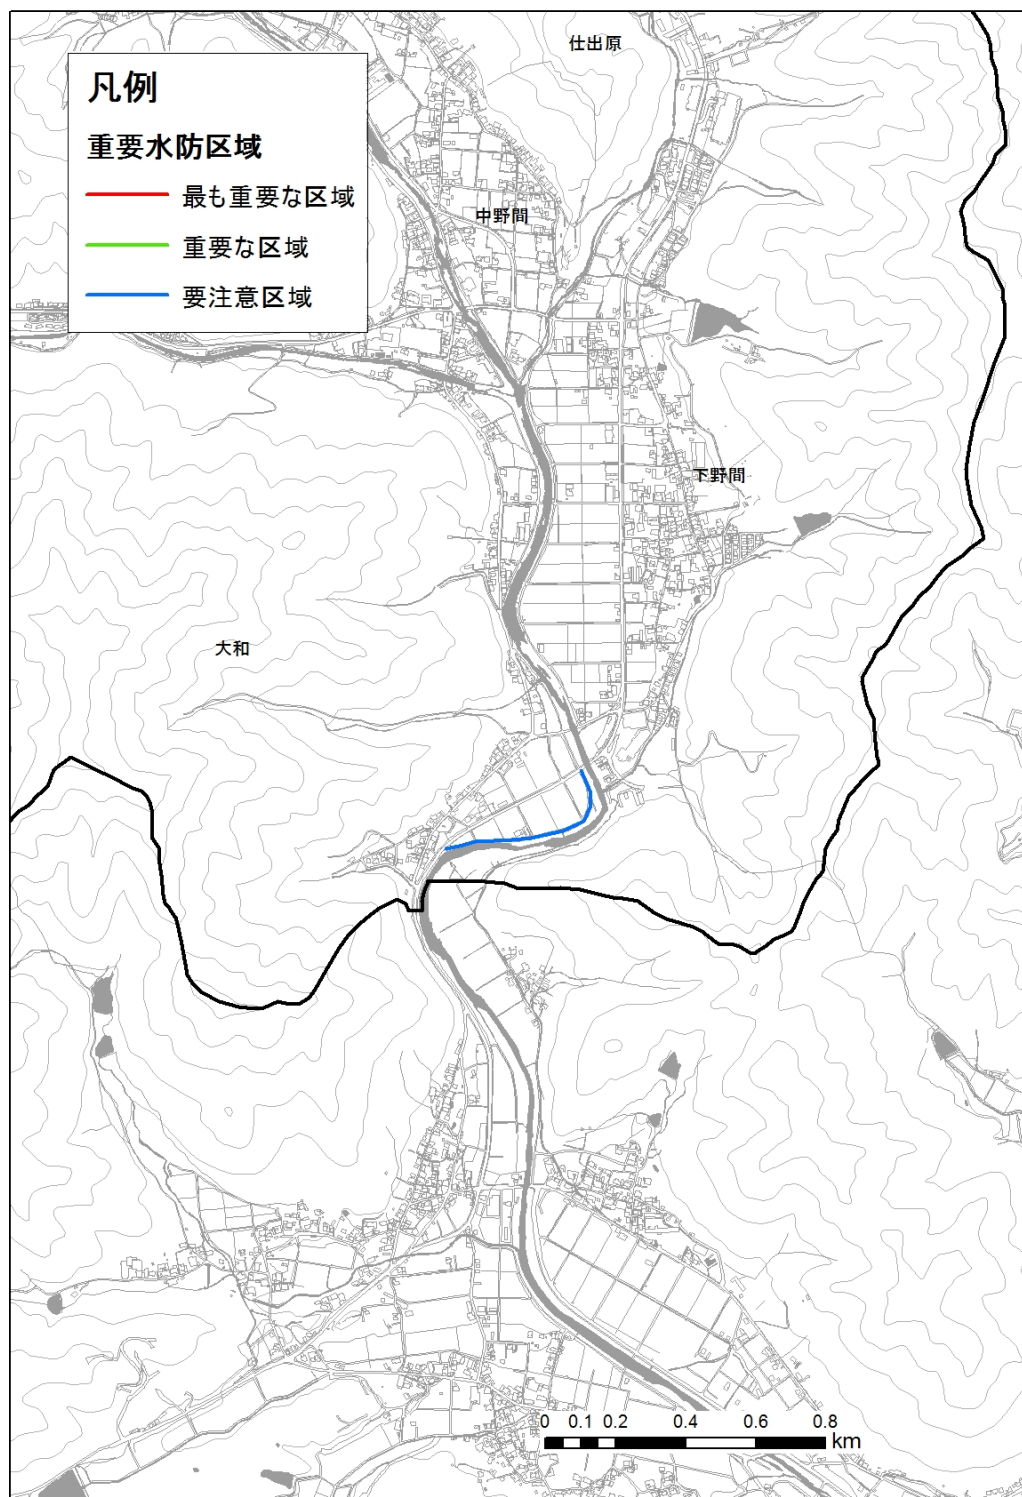 仕出原
凡例
重要水防区域
最も重要な区域
重要な区域
要注意区域
中野間
下野間
大和
0 0.1 0.2 0.4 0.6 0.8
km